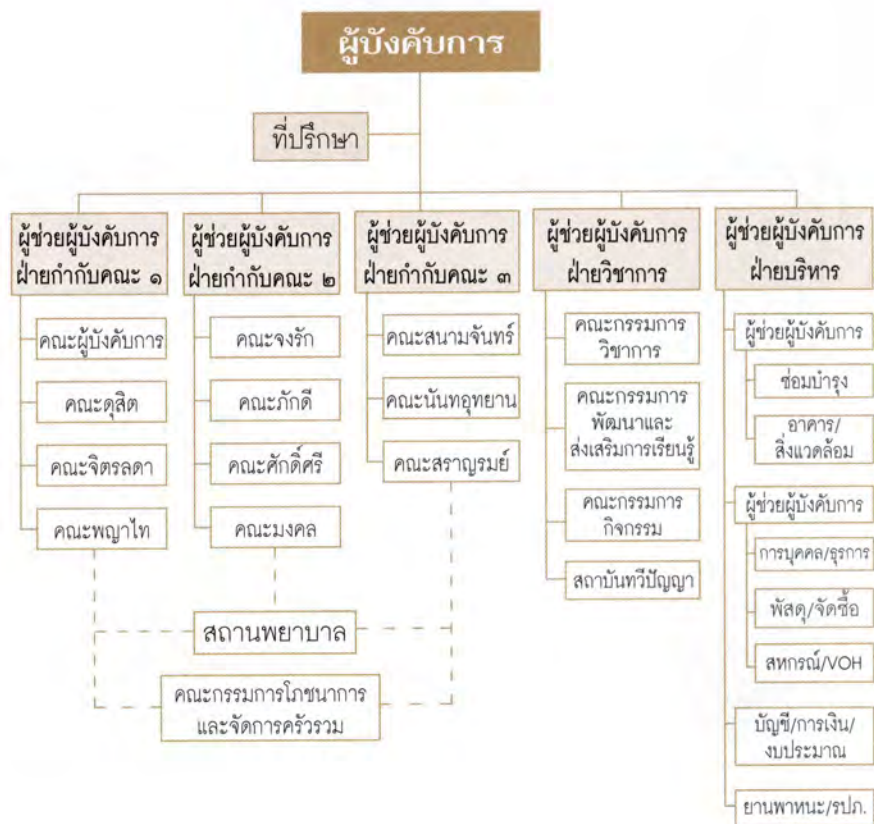 ผู้บังคับการ
ที่ปรึกษา
ผู้ช่วยผู้บังคับการ
ฝ่ายกำกับคณะ ๑
คณะผู้บังคับการ
คณะดุสิต
คณะจิตรลดา
คณะพญาไท
ผู้ช่วยผู้บังคับการ
ฝ่ายกำกับคณะ ๒
คณะจงรัก
คณะภักดี
คณะศักดิ์ศรี
คณะมงคล
ผู้ช่วยผู้บังคับการ
ฝ่ายกำกับคณะ ๓
คณะสนามจันทร์
คณะนันทอุทยาน
คณะสราญรมย์
สถานพยาบาล
คณะกรรมการโภชนาการ
และจัดการครัวรวม
ผู้ช่วยผู้บังคับการ
ฝ่ายวิชาการ
คณะกรรมการ
วิชาการ
คณะกรรมการ
พัฒนาและ
ส่งเสริมการเรียนรู้
คณะกรรมการ
กิจกรรม
สถาบันทวีปัญญา
ผู้ช่วยผู้บังคับการ
ฝ่ายบริหาร
ผู้ช่วยผู้บังคับการ
ซ่อมบำรุง
อาคาร/
สิ่งแวดล้อม
ผู้ช่วยผู้บังคับการ
การบุคคล/ธุรการ
พัสดุ/จัดซื้อ
สหกรณ์/VOH
บัญชี/การเงิน/
งบประมาณ
ยานพาหนะ/รปภ.